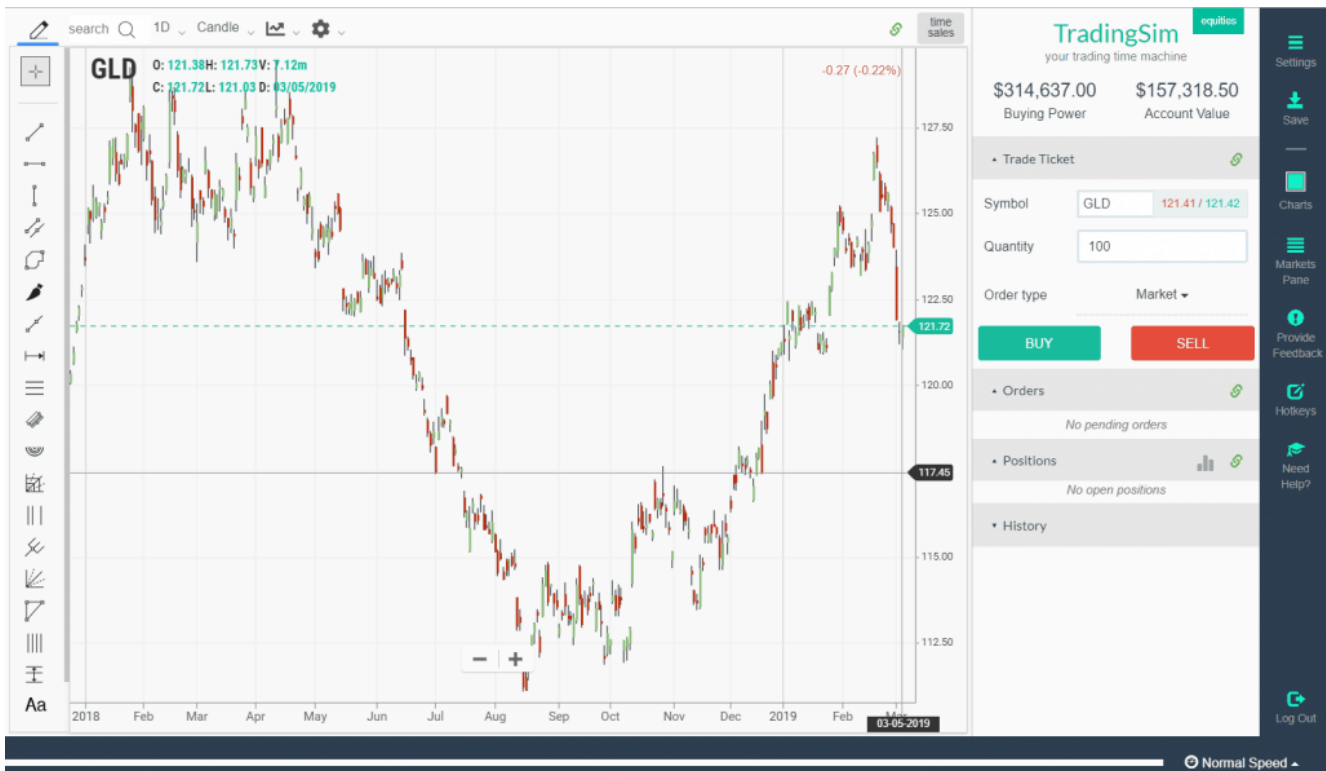 search 1D Candle
time
sales
GLD
O: 121.38H: 121.73V: 7.12m
C: 121.72L: 121.03 D: 03/05/2019
-0.27 (-0.22%)
127.50
125.00
122.50
121.72
120.00
117.45
115.00
112.50
2018 Feb Mar Apr May Jun Jul Aug Sep Oct Nov Dec 2019 Feb Mar
03-05-2019
Aa
equities
TradingSim
your trading time machine
$314,637.00 $157,318.50
Buying Power Account Value
Trade Ticket
Symbol GLD 121.41 / 121.42
Quantity 100
Order type Market
BUY SELL
Orders
No pending orders
Positions
No open positions
History
Settings
Save
Charts
Markets
Pane
Provide
Feedback
Hotkeys
Need
Help?
Log Out
Normal Speed